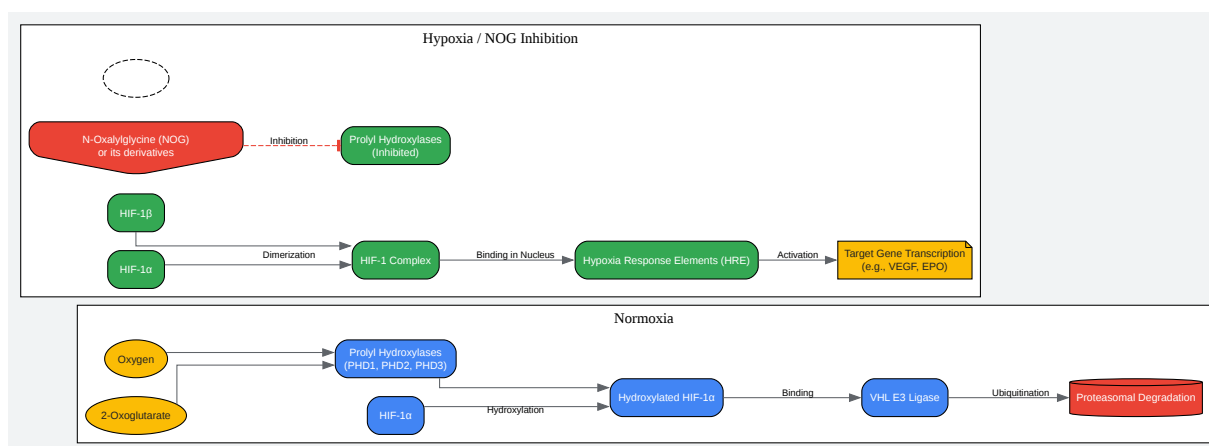 Hypoxia / NOG Inhibition
N-Oxalylglycine (NOG)
or its derivatives
Inhibition
Prolyl Hydroxylases
(Inhibited)
HIF-1β
HIF-1α
Dimerization
HIF-1 Complex
Binding in Nucleus
Hypoxia Response Elements (HRE)
Activation
Target Gene Transcription
(e.g., VEGF, EPO)
Normoxia
Oxygen
2-Oxoglutarate
Prolyl Hydroxylases
(PHD1, PHD2, PHD3)
HIF-1α
Hydroxylation
Hydroxylated HIF-1α
Binding
VHL E3 Ligase
Ubiquitination
Proteasomal Degradation